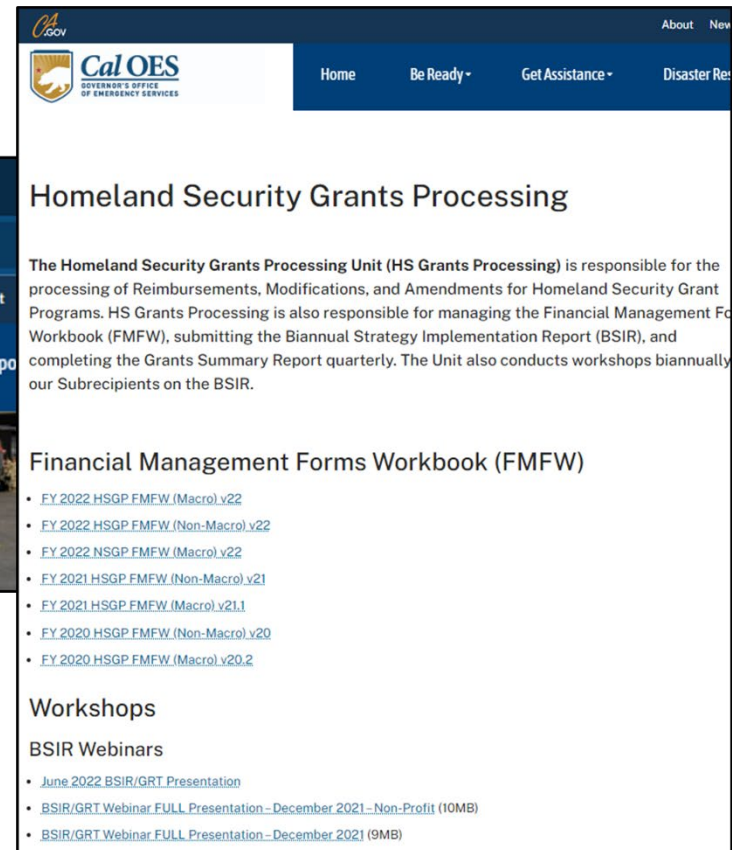 CA.GOV
About New
Cal OES
GOVERNOR'S OFFICE
OF EMERGENCY SERVICES
Home Be Ready Get Assistance Disaster Res
Homeland Security Grants Processing
The Homeland Security Grants Processing Unit (HS Grants Processing) is responsible for the
processing of Reimbursements, Modifications, and Amendments for Homeland Security Grant
Programs. HS Grants Processing is also responsible for managing the Financial Management Fo
Workbook (FMFW), submitting the Biannual Strategy Implementation Report (BSIR), and
completing the Grants Summary Report quarterly. The Unit also conducts workshops biannually
our Subrecipients on the BSIR.
Financial Management Forms Workbook (FMFW)
• FY 2022 HSGP FMFW (Macro) v22
• FY 2022 HSGP FMFW (Non-Macro) v22
• FY 2022 NSGP FMFW (Macro) v22
• FY 2021 HSGP FMFW (Non-Macro) v21
• FY 2021 HSGP FMFW (Macro) v21.1
• FY 2020 HSGP FMFW (Non-Macro) v20
• FY 2020 HSGP FMFW (Macro) v20.2
Workshops
BSIR Webinars
• June 2022 BSIR/GRT Presentation
• BSIR/GRT Webinar FULL Presentation – December 2021 – Non-Profit (10MB)
• BSIR/GRT Webinar FULL Presentation – December 2021 (9MB)